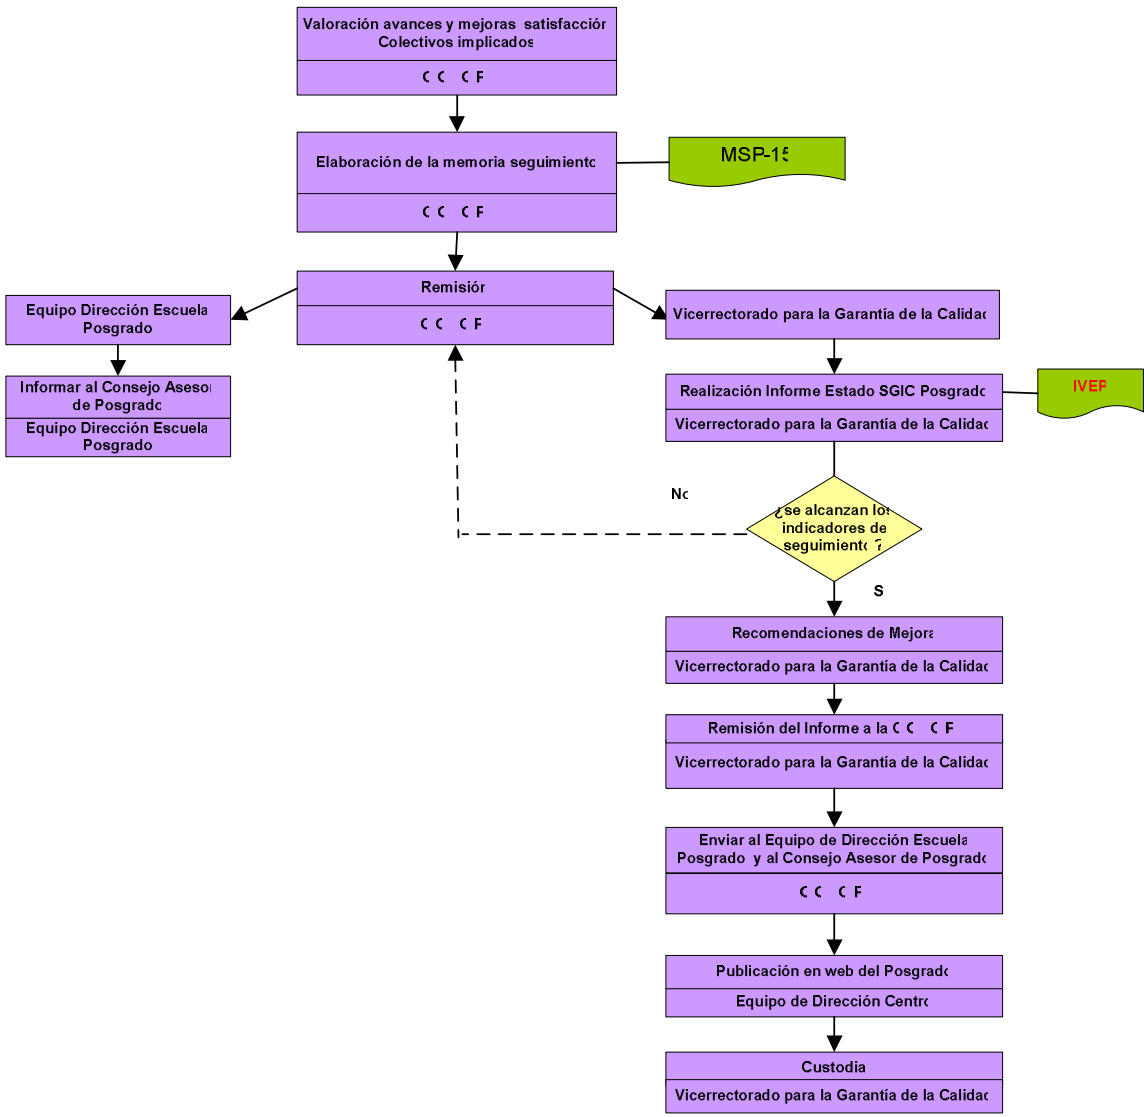 Valoración avances y mejoras satisfacción
Colectivos implicados
C C C F
Elaboración de la memoria seguimiento
MSP-15
C C C F
Remisión
C C C F
Equipo Dirección Escuela
Posgrado
Vicerrectorado para la Garantía de la Calidad
Informar al Consejo Asesor
de Posgrado
Equipo Dirección Escuela
Posgrado
Realización Informe Estado SGIC Posgrado
Vicerrectorado para la Garantía de la Calidad
IVEP
No
¿se alcanzan los
indicadores de
seguimiento ?
S
Recomendaciones de Mejora
Vicerrectorado para la Garantía de la Calidad
Remisión del Informe a la C C C F
Vicerrectorado para la Garantía de la Calidad
Enviar al Equipo de Dirección Escuela
Posgrado y al Consejo Asesor de Posgrado
C C C F
Publicación en web del Posgrado
Equipo de Dirección Centro
Custodia
Vicerrectorado para la Garantía de la Calidad